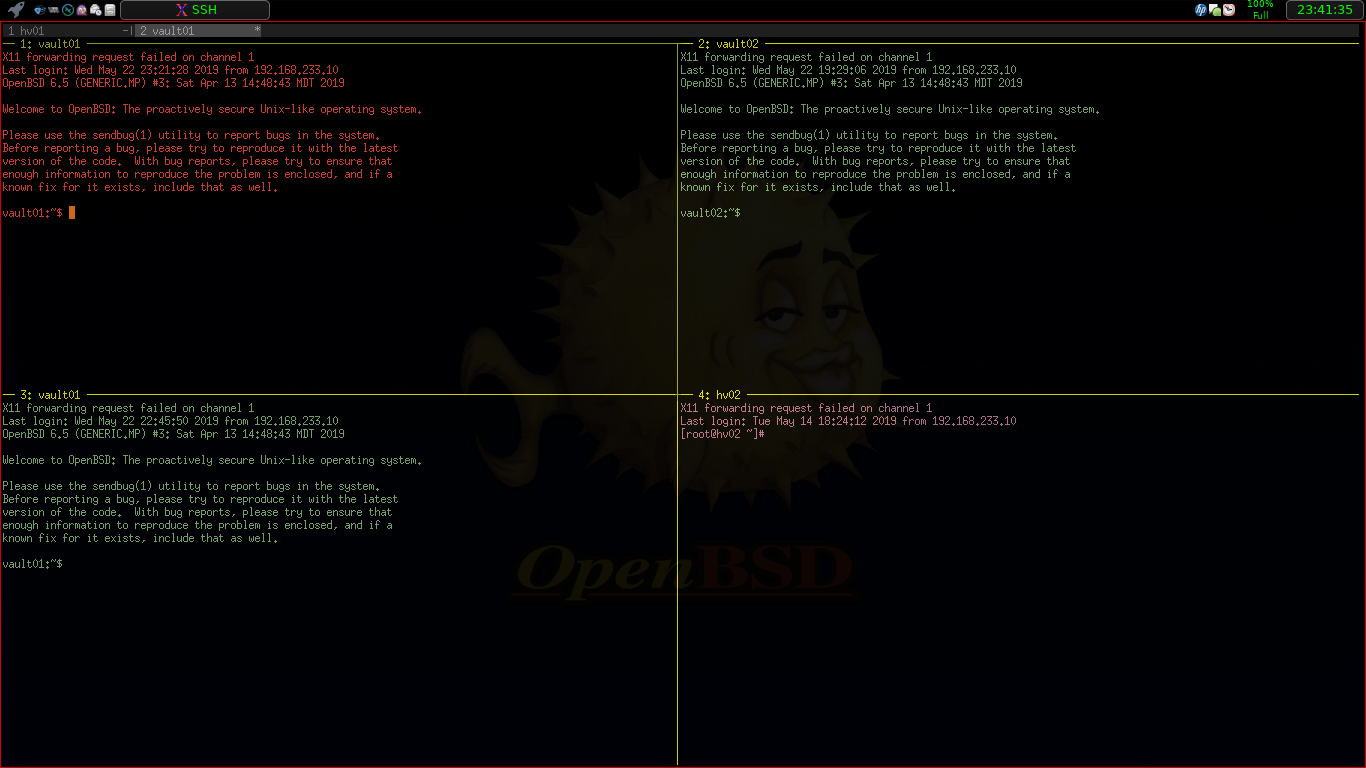 SSH
100%
Full
23:41:35
1 hv01 -| 2 vault01 *
1: vault01
X11 forwarding request failed on channel 1
Last login: Wed May 22 23:21:28 2019 from 192.168.233.10
OpenBSD 6.5 (GENERIC.MP) #3: Sat Apr 13 14:48:43 MDT 2019
Welcome to OpenBSD: The proactively secure Unix-like operating system.
Please use the sendbug(1) utility to report bugs in the system.
Before reporting a bug, please try to reproduce it with the latest
version of the code.  With bug reports, please try to ensure that
enough information to reproduce the problem is enclosed, and if a
known fix for it exists, include that as well.
vault01:~$
2: vault02
X11 forwarding request failed on channel 1
Last login: Wed May 22 19:29:06 2019 from 192.168.233.10
OpenBSD 6.5 (GENERIC.MP) #3: Sat Apr 13 14:48:43 MDT 2019
Welcome to OpenBSD: The proactively secure Unix-like operating system.
Please use the sendbug(1) utility to report bugs in the system.
Before reporting a bug, please try to reproduce it with the latest
version of the code.  With bug reports, please try to ensure that
enough information to reproduce the problem is enclosed, and if a
known fix for it exists, include that as well.
vault02:~$
3: vault01
X11 forwarding request failed on channel 1
Last login: Wed May 22 22:45:50 2019 from 192.168.233.10
OpenBSD 6.5 (GENERIC.MP) #3: Sat Apr 13 14:48:43 MDT 2019
Welcome to OpenBSD: The proactively secure Unix-like operating system.
Please use the sendbug(1) utility to report bugs in the system.
Before reporting a bug, please try to reproduce it with the latest
version of the code.  With bug reports, please try to ensure that
enough information to reproduce the problem is enclosed, and if a
known fix for it exists, include that as well.
vault01:~$
4: hv02
X11 forwarding request failed on channel 1
Last login: Tue May 14 18:24:12 2019 from 192.168.233.10
[root@hv02 ~]#
OpenBSD